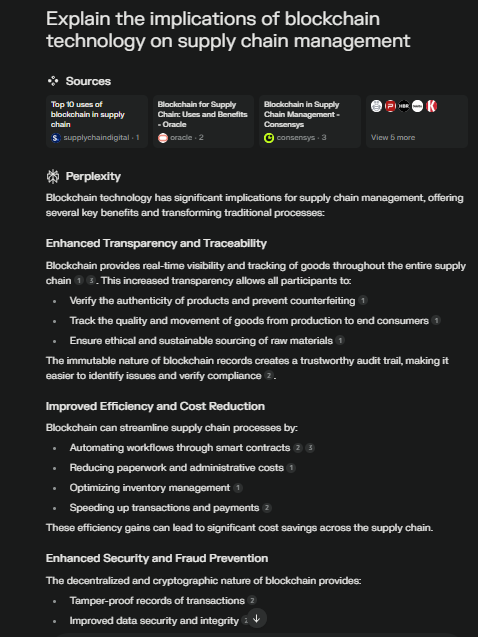 Explain the implications of blockchain
technology on supply chain management
Sources
Top 10 uses of
blockchain in supply
chain
supplychaindigital · 1
Blockchain for Supply
Chain: Uses and Benefits
- Oracle
oracle · 2
Blockchain in Supply
Chain Management -
Consensys
consensys · 3
HBR
View 5 more
Perplexity
Blockchain technology has significant implications for supply chain management, offering
several key benefits and transforming traditional processes:
Enhanced Transparency and Traceability
Blockchain provides real-time visibility and tracking of goods throughout the entire supply
chain 1 3 . This increased transparency allows all participants to:
• Verify the authenticity of products and prevent counterfeiting 1
• Track the quality and movement of goods from production to end consumers 1
• Ensure ethical and sustainable sourcing of raw materials 1
The immutable nature of blockchain records creates a trustworthy audit trail, making it
easier to identify issues and verify compliance 2 .
Improved Efficiency and Cost Reduction
Blockchain can streamline supply chain processes by:
• Automating workflows through smart contracts 2 3
• Reducing paperwork and administrative costs 1
• Optimizing inventory management 1
• Speeding up transactions and payments 2
These efficiency gains can lead to significant cost savings across the supply chain.
Enhanced Security and Fraud Prevention
The decentralized and cryptographic nature of blockchain provides:
• Tamper-proof records of transactions 2
• Improved data security and integrity